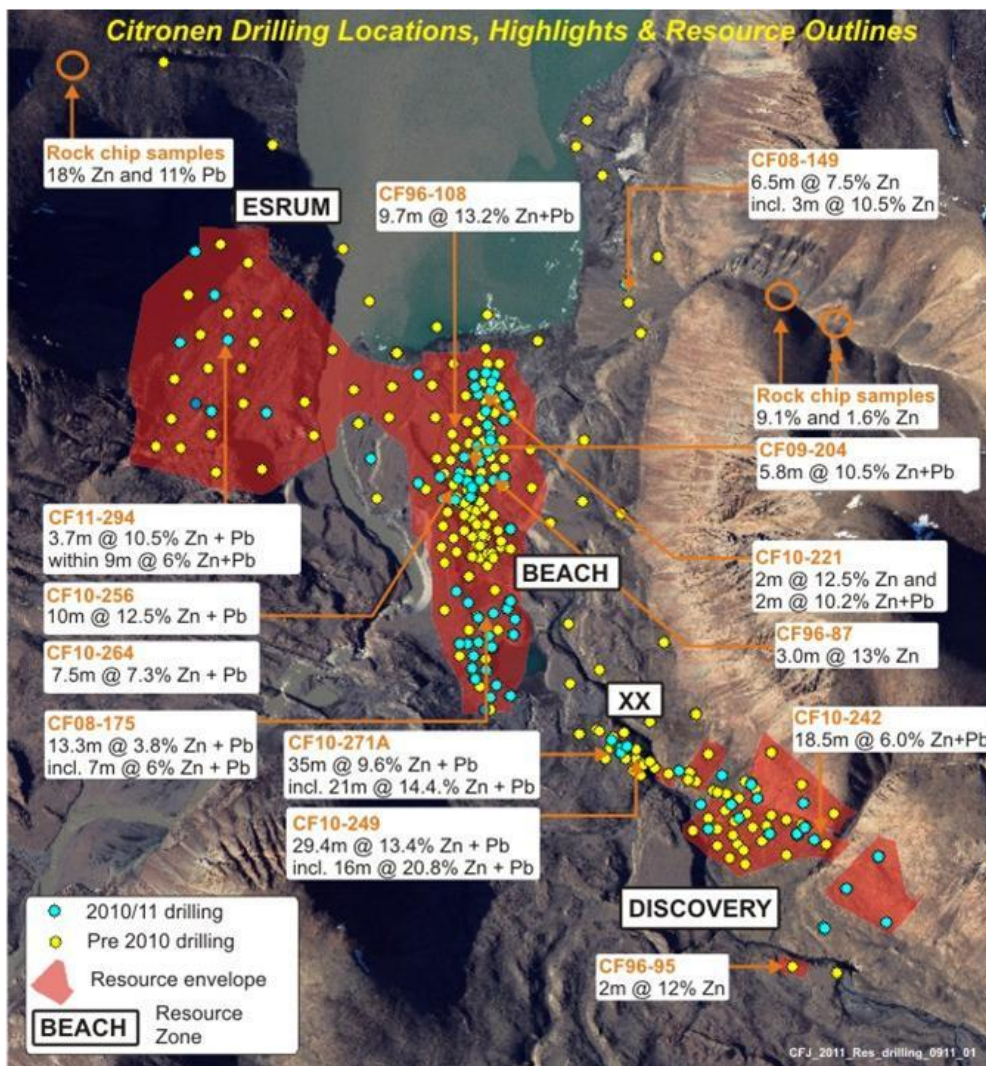 Citronen Drilling Locations, Highlights & Resource Outlines
Rock chip samples
18% Zn and 11% Pb
ESRUM
CF96-108
9.7m @ 13.2% Zn+Pb
CF08-149
6.5m @ 7.5% Zn
incl. 3m @ 10.5% Zn
Rock chip samples
9.1% and 1.6% Zn
CF09-204
5.8m @ 10.5% Zn+Pb
CF11-294
3.7m @ 10.5% Zn + Pb
within 9m @ 6% Zn+Pb
BEACH
CF10-221
2m @ 12.5% Zn and
2m @ 10.2% Zn+Pb
CF10-256
10m @ 12.5% Zn + Pb
CF96-87
3.0m @ 13% Zn
CF10-264
7.5m @ 7.3% Zn + Pb
XX
CF10-242
18.5m @ 6.0% Zn+Pb
CF08-175
13.3m @ 3.8% Zn + Pb
incl. 7m @ 6% Zn + Pb
CF10-271A
35m @ 9.6% Zn + Pb
incl. 21m @ 14.4.% Zn + Pb
CF10-249
29.4m @ 13.4% Zn + Pb
incl. 16m @ 20.8% Zn + Pb
DISCOVERY
CF96-95
2m @ 12% Zn
2010/11 drilling
Pre 2010 drilling
Resource envelope
BEACH Resource
Zone
CFJ_2011_Res_drilling_0911_01